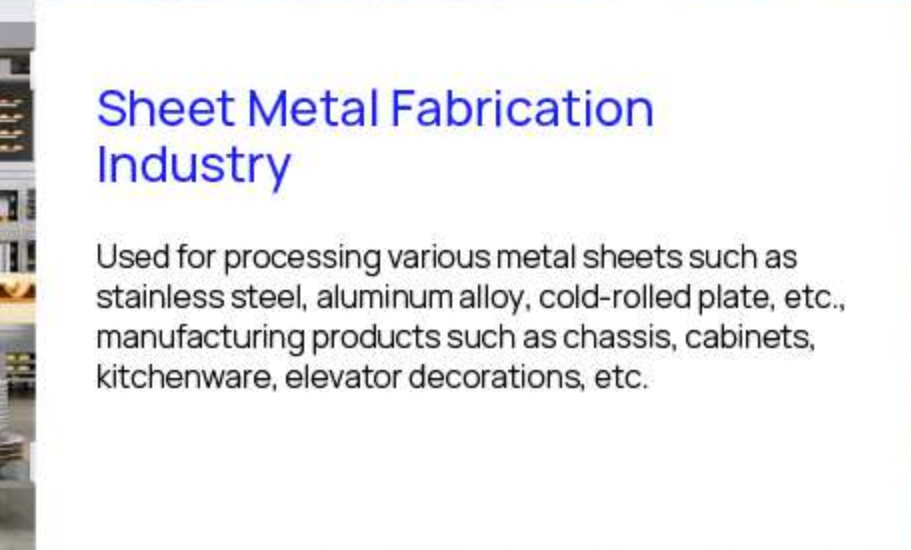 Sheet Metal Fabrication
Industry
Used for processing various metal sheets such as
stainless steel, aluminum alloy, cold-rolled plate, etc.,
manufacturing products such as chassis, cabinets,
kitchenware, elevator decorations, etc.